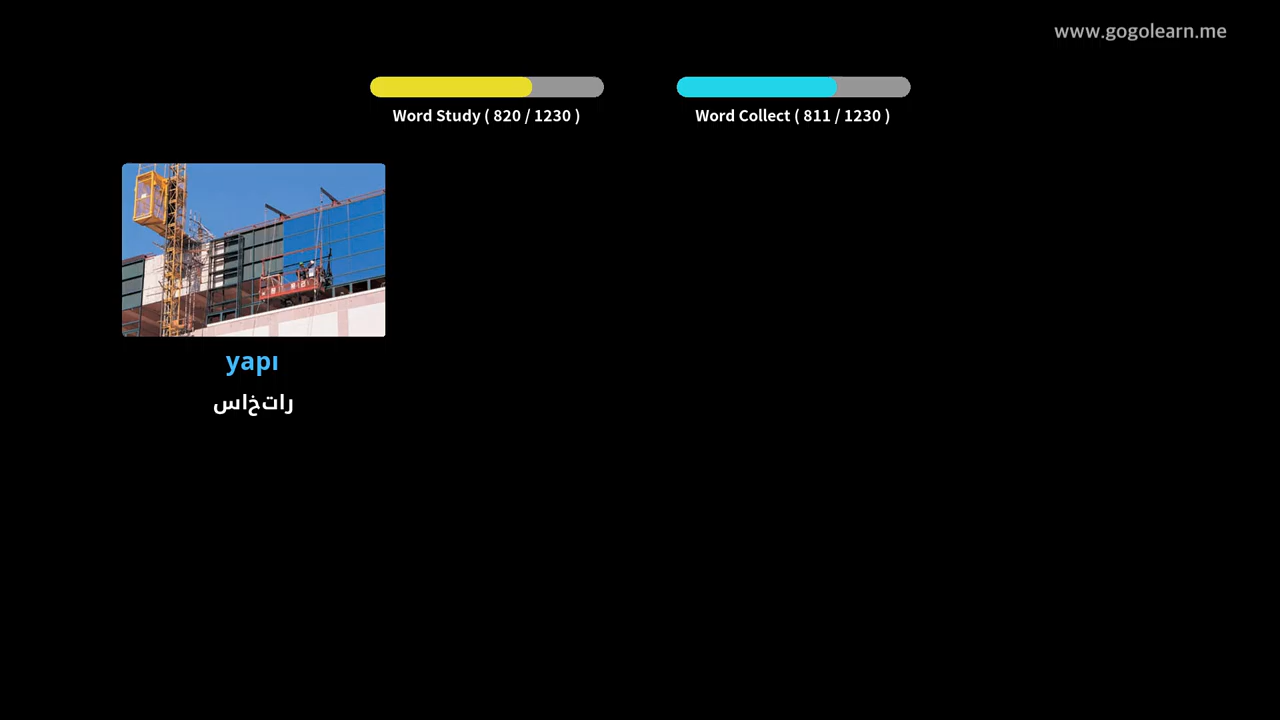 www.gogolearn.me
Word Study ( 820 / 1230 )
Word Collect ( 811 / 1230 )
yapı
راتخاس